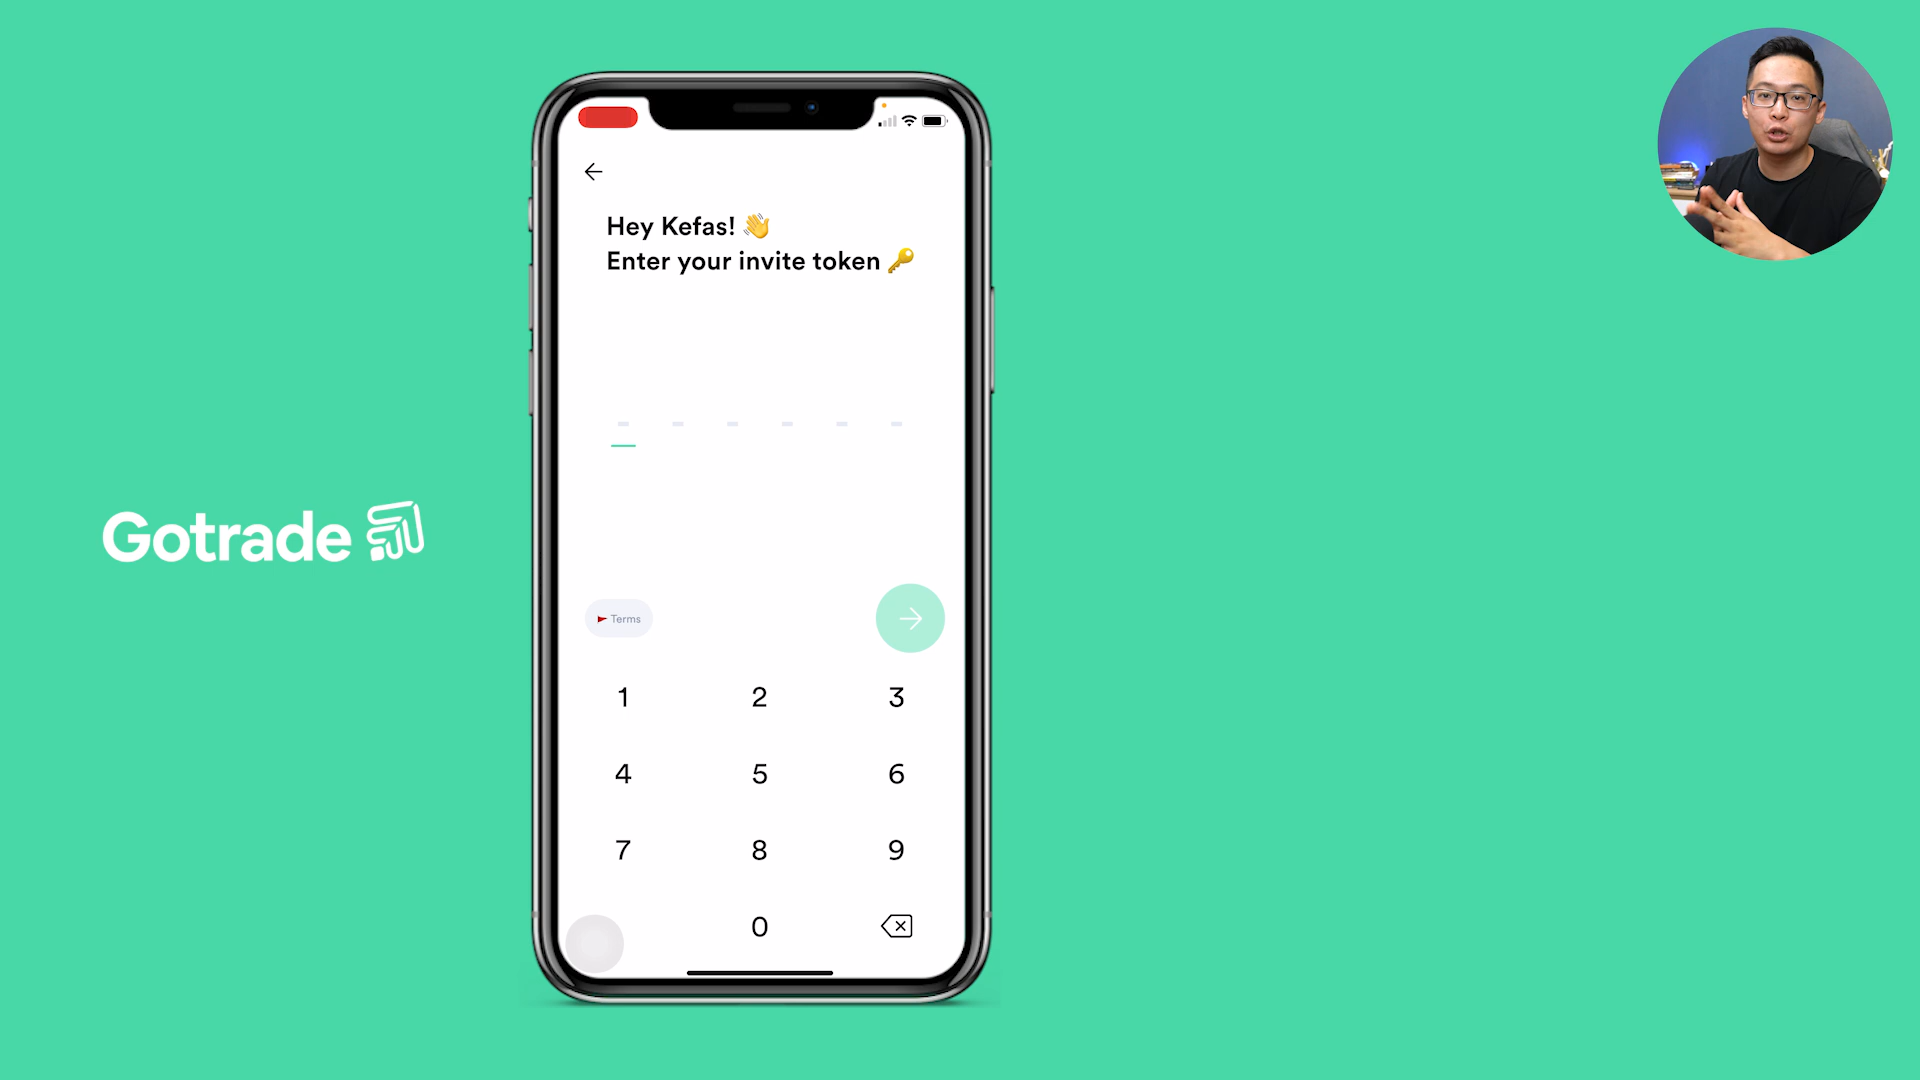 Gotrade
Hey Kefas! 👋
Enter your invite token 🔑
Terms
1 2 3
4 5 6
7 8 9
0